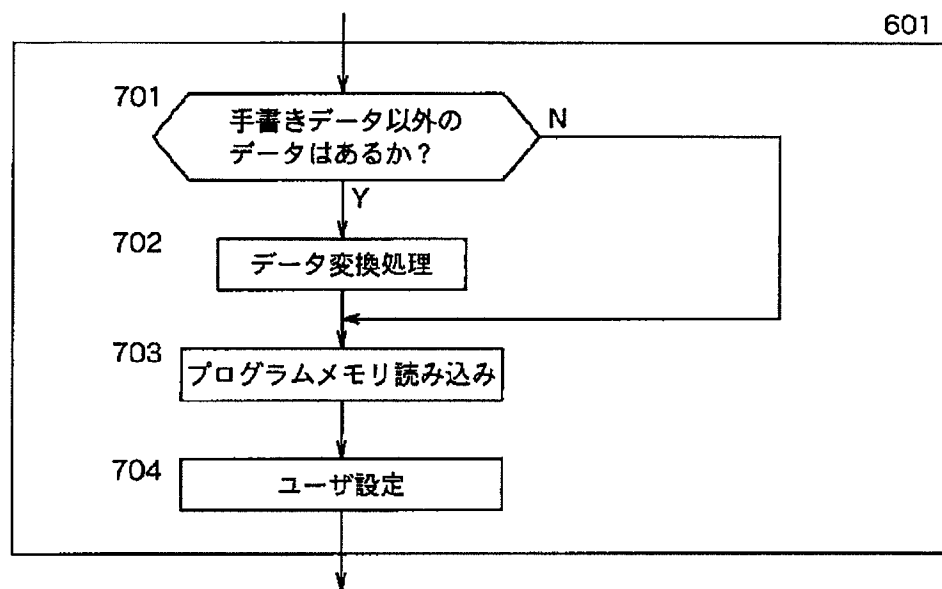 601
701
手書きデータ以外の
データはあるか?
N
Y
702
データ変換処理
703
プログラムメモリ読み込み
704
ユーザ設定